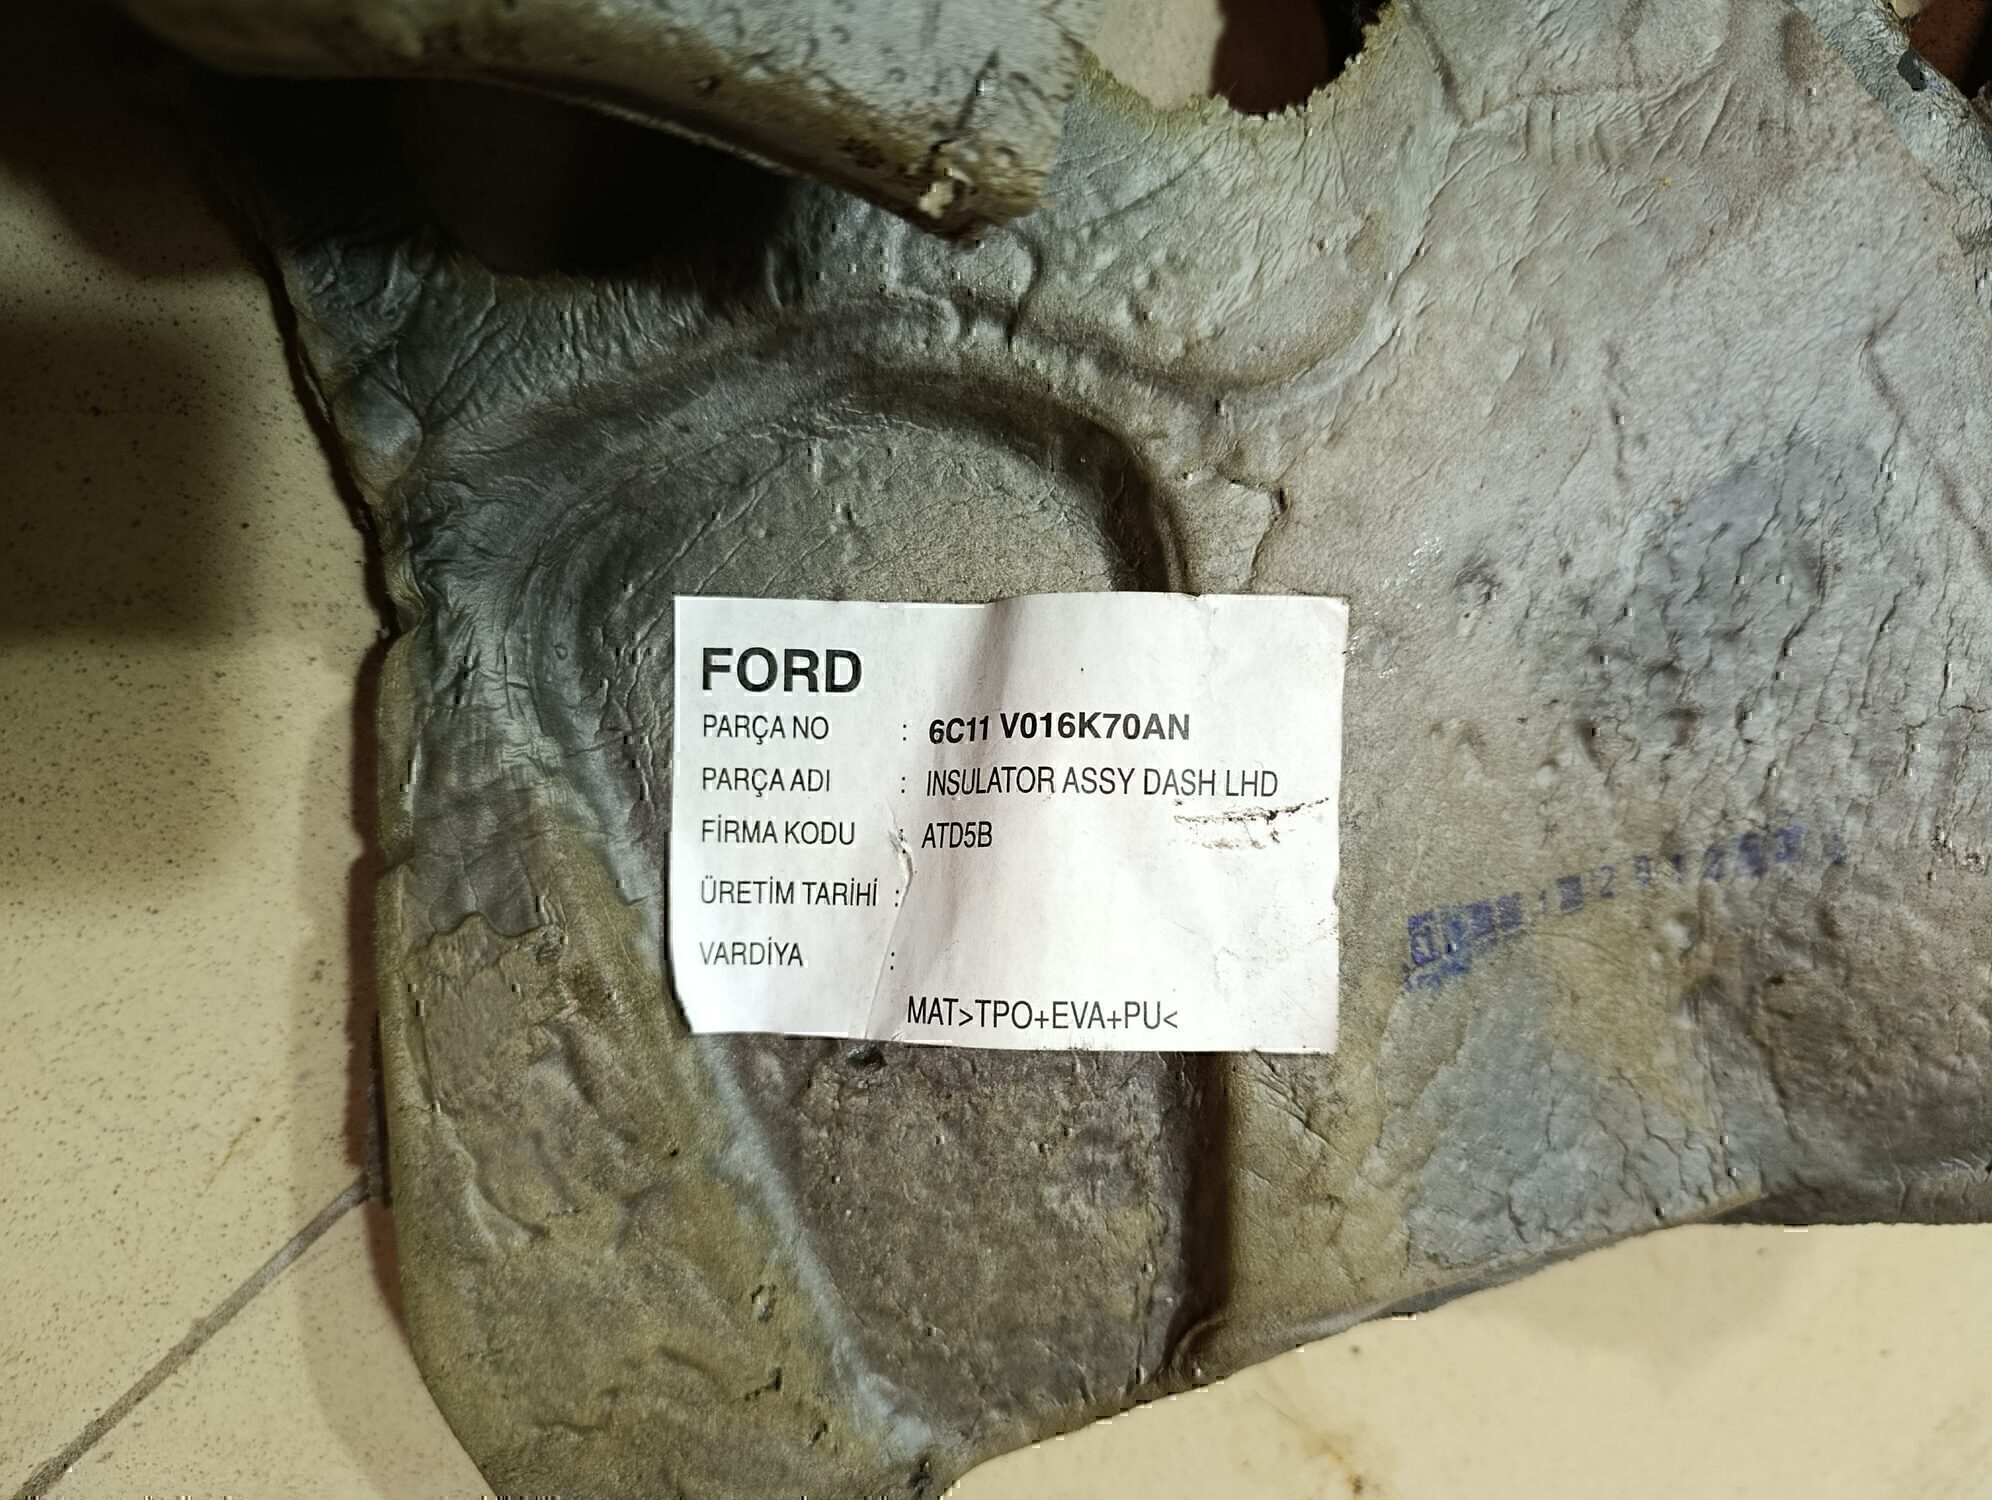 FORD
PARÇA NO : 6C11 V016K70AN
PARÇA ADI : INSULATOR ASSY DASH LHD
FİRMA KODU : ATD5B
ÜRETİM TARİHİ :
VARDİYA :
MAT>TPO+EVA+PU<